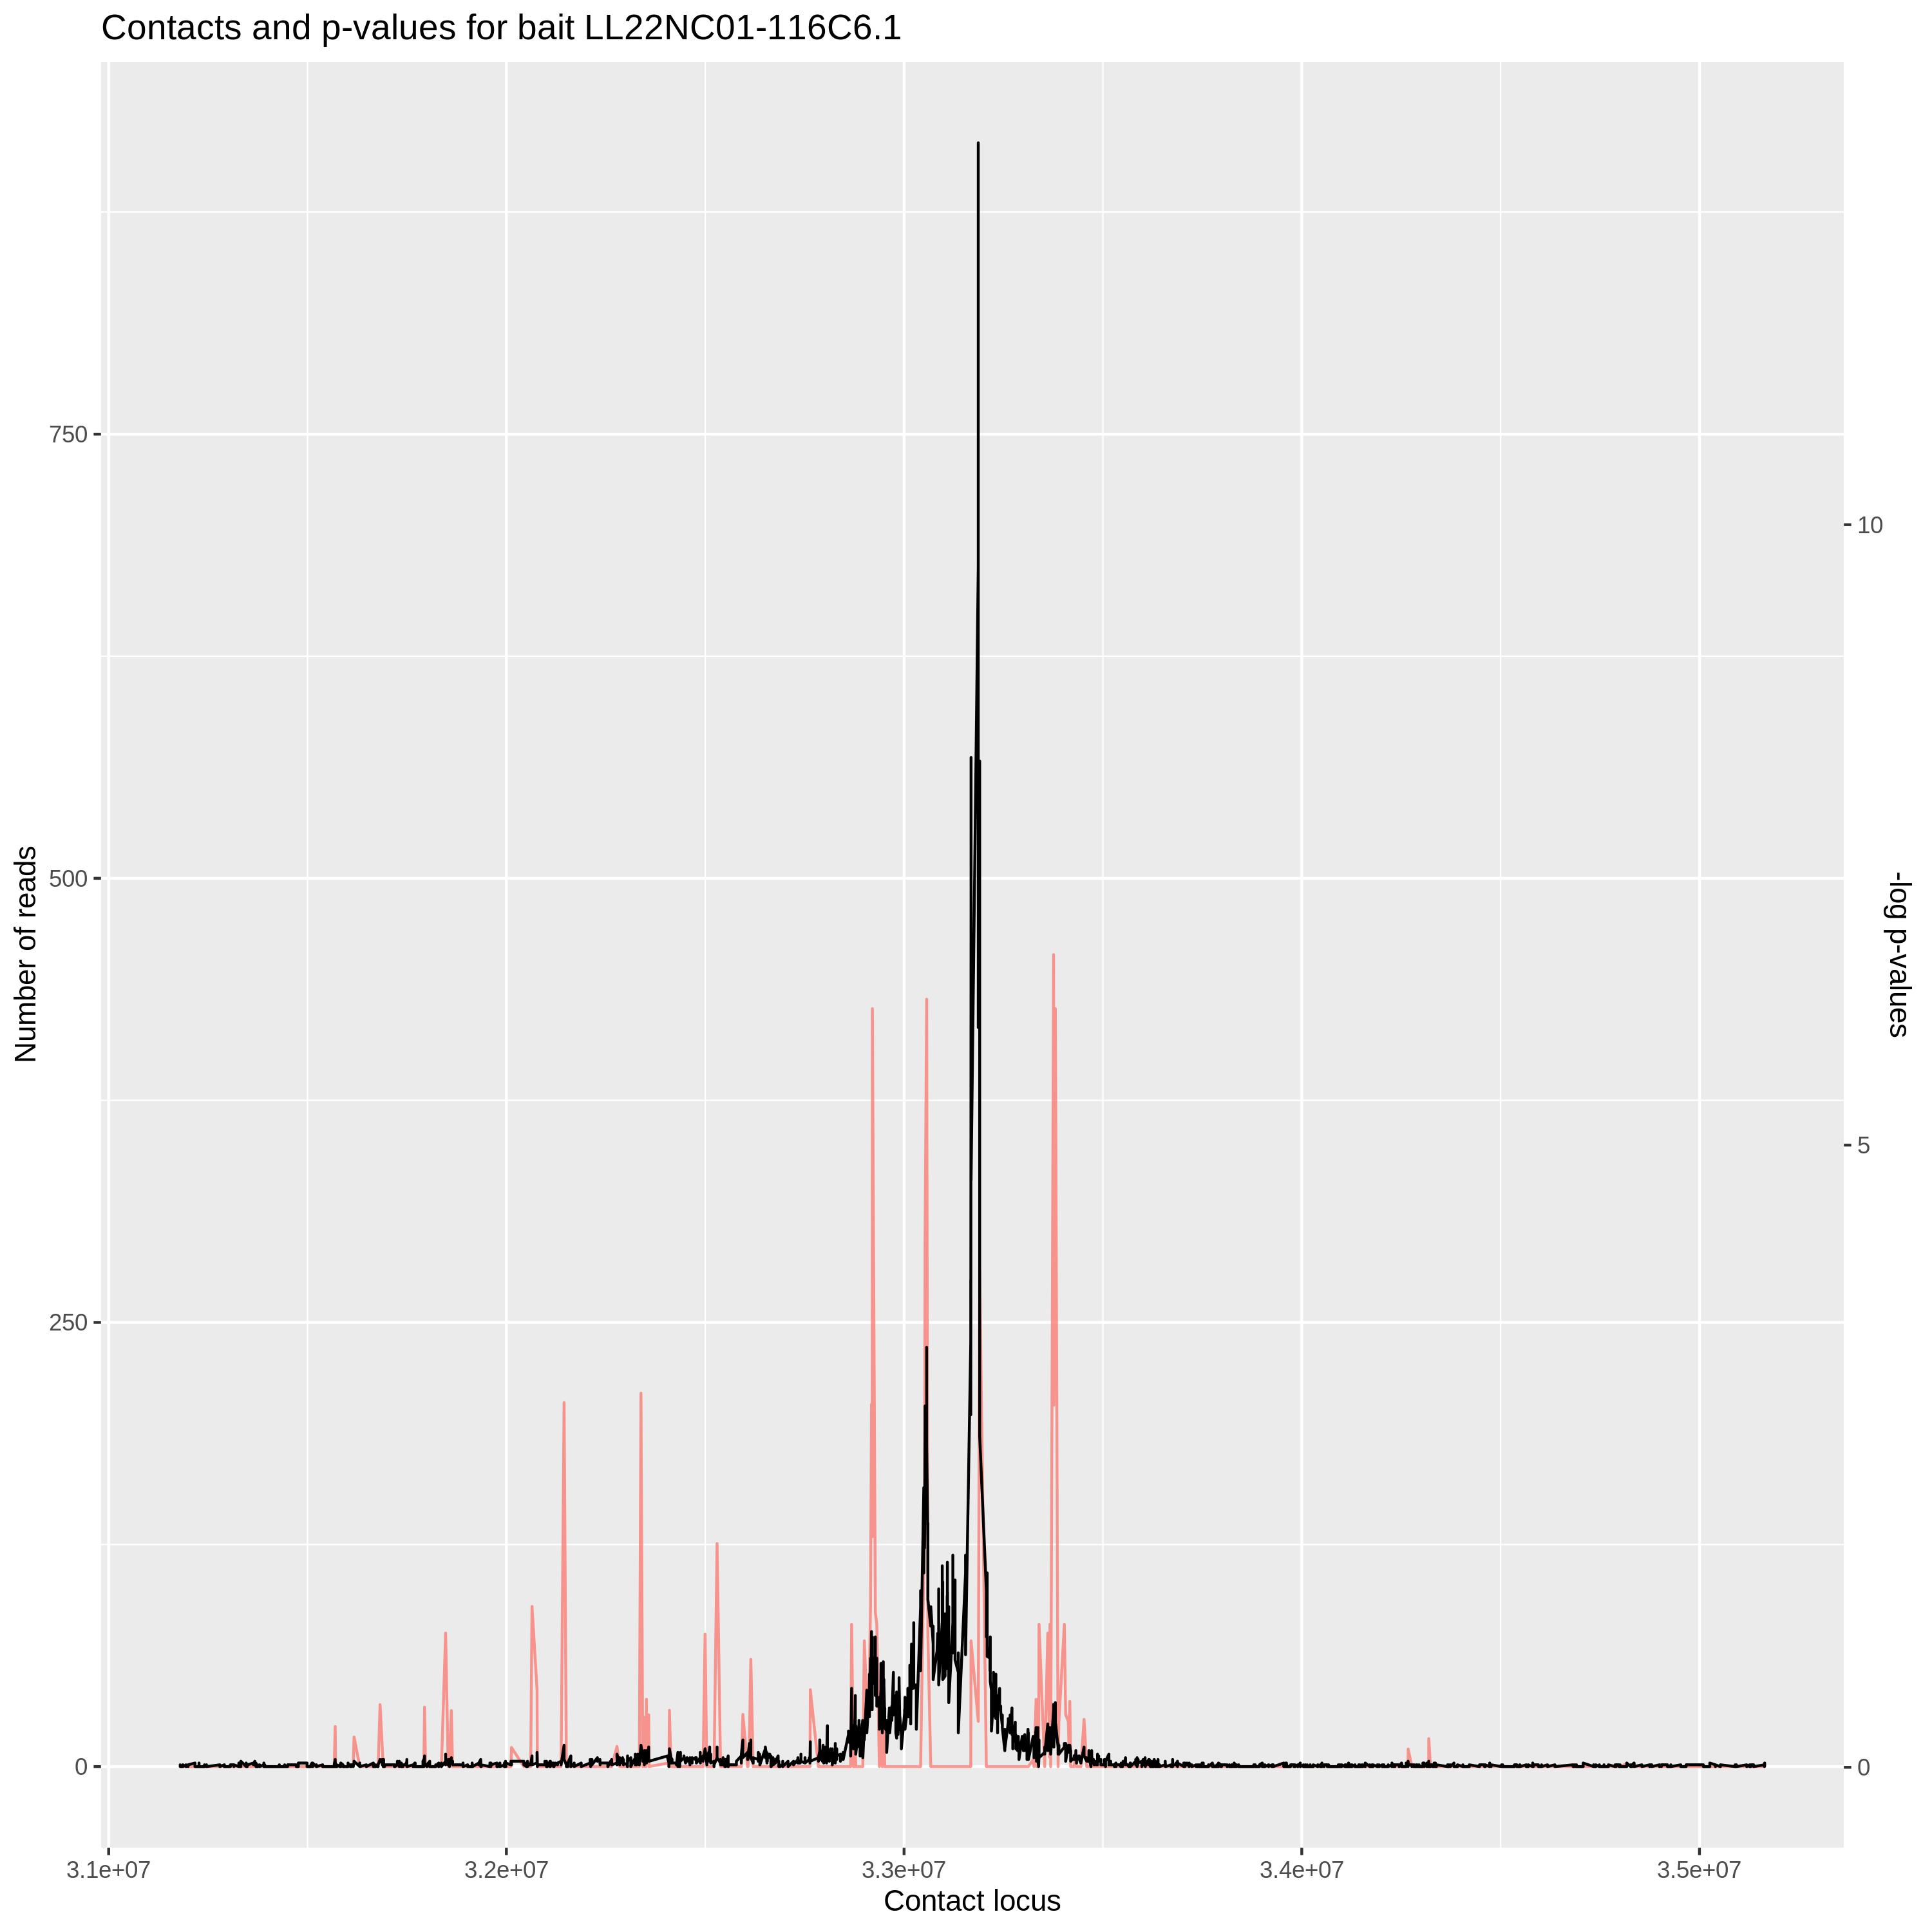 Contacts and p-values for bait LL22NC01-116C6.1
750
500
250
0
Number of reads
10
5
0
-log p-values
3.1e+07
3.2e+07
3.3e+07
3.4e+07
3.5e+07
Contact locus